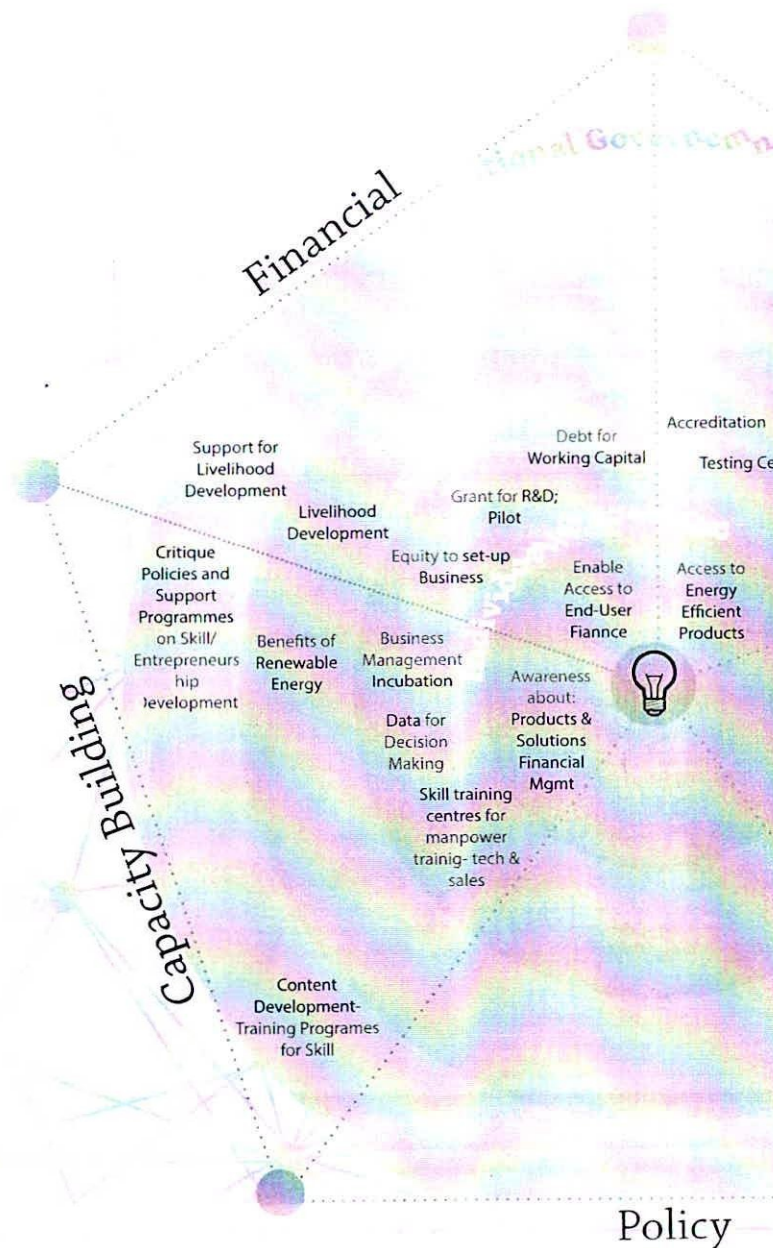 Governemn
Financial
Accreditation
Debt for
Working Capital
Testing Ce
Support for
Livelihood
Development
Grant for R&D;
Pilot
Livelihood
Development
Equity to set-up
Business
Enable
Access to
End-User
Fiannce
Access to
Energy
Efficient
Products
Critique
Policies and
Support
Programmes
on Skill/
Entrepreneurs
hip
Development
Benefits of
Renewable
Energy
Business
Management
Incubation
Awareness
about:
Products &
Solutions
Financial
Mgmt
Data for
Decision
Making
Skill training
centres for
manpower
trainig- tech &
sales
Capacity Building
Content
Development-
Training Programes
for Skill
Policy